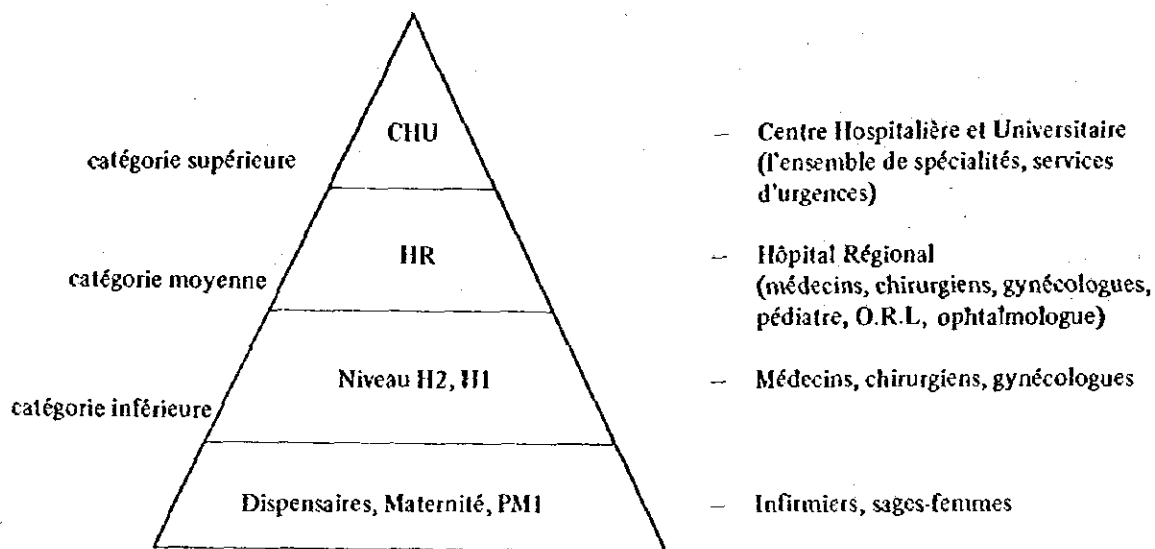 CHU
catégorie supérieure
– Centre Hospitalière et Universitaire
(l'ensemble de spécialités, services
d'urgences)
HR
catégorie moyenne
– Hôpital Régional
(médecins, chirurgiens, gynécologues,
pédiatre, O.R.L, ophtalmologue)
Niveau H2, H1
catégorie inférieure
– Médecins, chirurgiens, gynécologues
Dispensaires, Maternité, PM1
– Infirmiers, sages-femmes